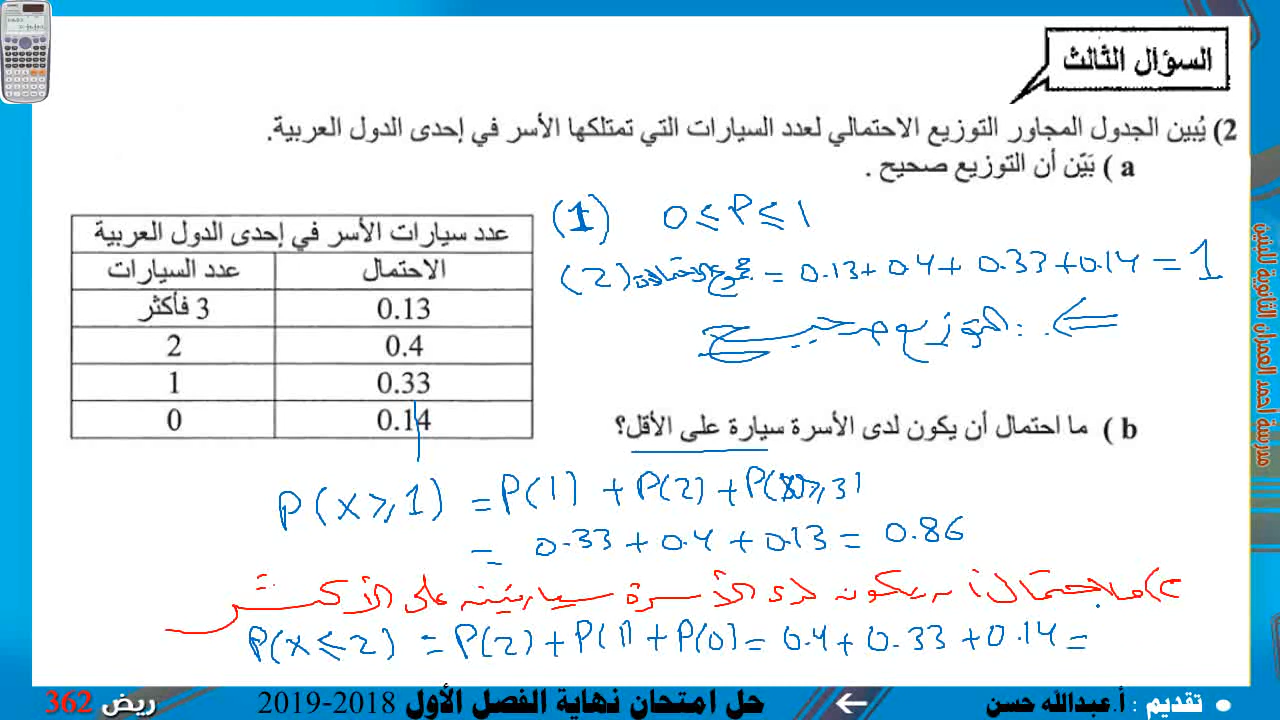 السؤال الثالث
2) يُبين الجدول المجاور التوزيع الاحتمالي لعدد السيارات التي تمتلكها الأسر في إحدى الدول العربية.
a ) بَيّن أن التوزيع صحيح .
(1) 0 ≤ P ≤ 1
(2) مجموع الاحتمالات = 0.13 + 0.4 + 0.33 + 0.14 = 1
⇐ ∴ التوزيع صحيح
عدد سيارات الأسر في إحدى الدول العربية
عدد السيارات الاحتمال
3 فأكثر 0.13
2 0.4
1 0.33
0 0.14
b ) ما احتمال أن يكون لدى الأسرة سيارة على الأقل؟
P(X ≥ 1) = P(1) + P(2) + P(X ≥ 3)
= 0.33 + 0.4 + 0.13 = 0.86
c) ما احتمال أن يكون لدى الأسرة سيارتين على الأكثر
P(X ≤ 2) = P(2) + P(1) + P(0) = 0.4 + 0.33 + 0.14 =
مدرسة أحمد العمران الثانوية للبنين
• تقديم : أ.عبدالله حسن
حل امتحان نهاية الفصل الأول 2018-2019
ريض 362